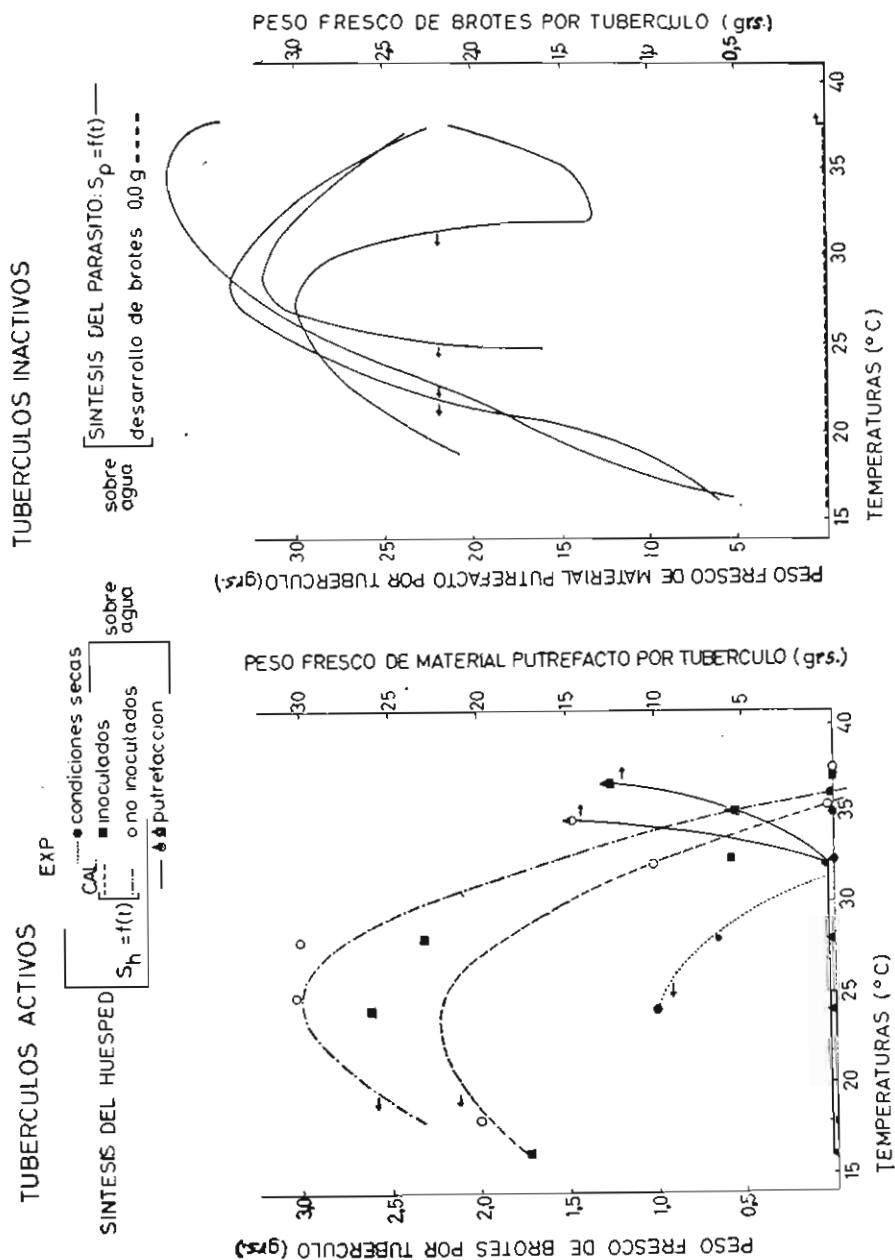 TUBERCULOS ACTIVOS
SINTESIS DEL HUESPED
Sh = f(t)
EXP
CAL.
condiciones secas
inoculados
no inoculados
putrefaccion
sobre agua
PESO FRESCO DE BROTES POR TUBERCULO (grs.)
3,0
2,5
2,0
1,5
1,0
0,5
PESO FRESCO DE MATERIAL PUTREFACTO POR TUBERCULO (grs.)
30
25
20
15
10
5
15
20
25
30
35
40
TEMPERATURAS (°C)
TUBERCULOS INACTIVOS
sobre agua
SINTESIS DEL PARASITO: Sp = f(t)
desarrollo de brotes 0,0 g
PESO FRESCO DE MATERIAL PUTREFACTO POR TUBERCULO (grs.)
30
25
20
15
10
5
PESO FRESCO DE BROTES POR TUBERCULO (grs.)
3,0
2,5
2,0
1,5
1,0
0,5
15
20
25
30
35
40
TEMPERATURAS (°C)